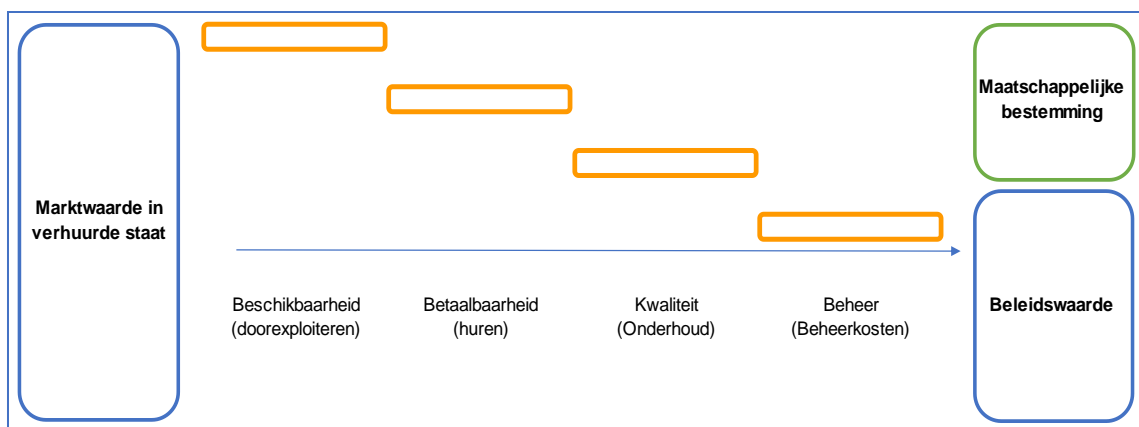 Marktwaarde in
verhuurde staat
Beschikbaarheid
(doorexploiteren)
Betaalbaarheid
(huren)
Kwaliteit
(Onderhoud)
Beheer
(Beheerkosten)
Maatschappelijke
bestemming
Beleidswaarde